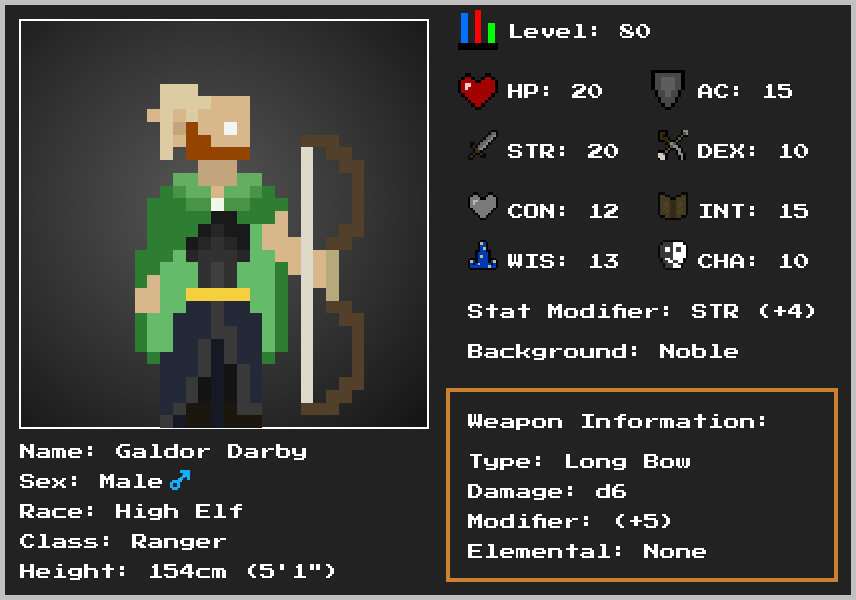 Level: 80
HP: 20 AC: 15
STR: 20 DEX: 10
CON: 12 INT: 15
WIS: 13 CHA: 10
Stat Modifier: STR (+4)
Background: Noble
Weapon Information:
Type: Long Bow
Damage: d6
Modifier: (+5)
Elemental: None
Name: Galdor Darby
Sex: Male♂
Race: High Elf
Class: Ranger
Height: 154cm (5'1")